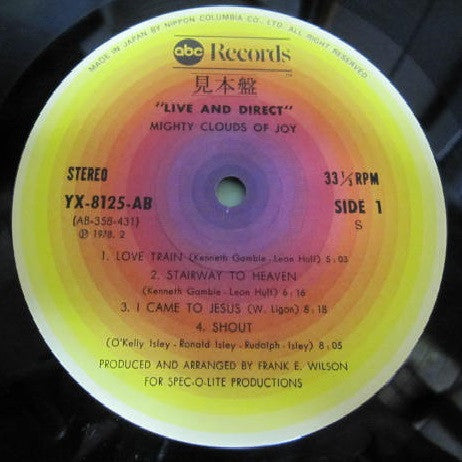 MADE IN JAPAN BY NIPPON COLUMBIA CO., LTD. ALL RIGHT RESERVED.
abc Records
見本盤
"LIVE AND DIRECT"
MIGHTY CLOUDS OF JOY
STEREO
33 1/3 RPM
YX-8125-AB
SIDE 1
(AB-358-431)
S
Ⓟ 1978. 2
1. LOVE TRAIN (Kenneth Gamble - Leon Huff) 5:03
2. STAIRWAY TO HEAVEN
(Kenneth Gamble - Leon Huff) 6:16
3. I CAME TO JESUS (W. Ligon) 8:18
4. SHOUT
(O'Kelly Isley - Ronald Isley - Rudolph - Isley) 8:05
PRODUCED AND ARRANGED BY FRANK E. WILSON
FOR SPEC-O-LITE PRODUCTIONS